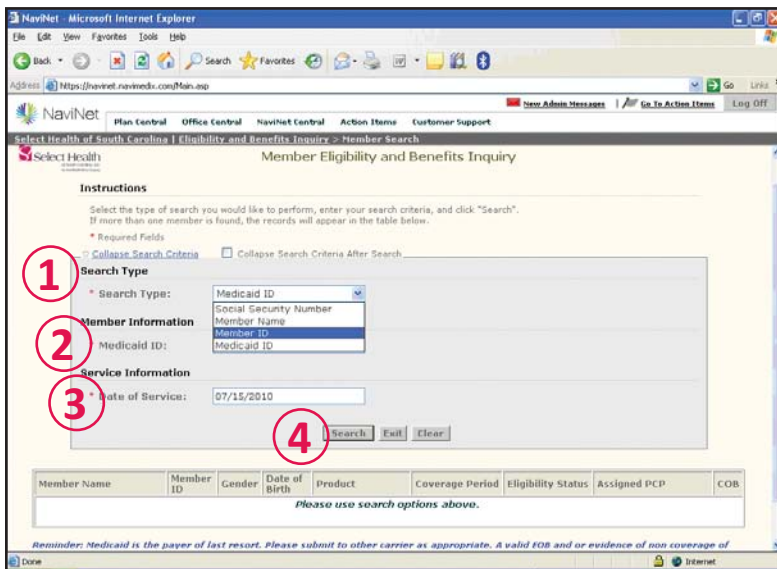 NaviNet - Microsoft Internet Explorer
File Edit View Favorites Tools Help
Back Search Favorites
Address https://navinet.navimedix.com/Main.asp Go Links
NaviNet Plan Central Office Central NaviNet Central Action Items Customer Support New Admin Messages | Go To Action Items Log Off
Select Health of South Carolina | Eligibility and Benefits Inquiry > Member Search
Select Health Member Eligibility and Benefits Inquiry
Instructions
Select the type of search you would like to perform, enter your search criteria, and click "Search".
If more than one member is found, the records will appear in the table below.
* Required Fields
Collapse Search Criteria Collapse Search Criteria After Search
1 Search Type
* Search Type: Medicaid ID
Social Security Number
Member Information Member Name
Member ID
2 * Medicaid ID: Medicaid ID
Service Information
3 * Date of Service: 07/15/2010
4 Search Exit Clear
Member Name Member ID Gender Date of Birth Product Coverage Period Eligibility Status Assigned PCP COB
Please use search options above.
Reminder: Medicaid is the payer of last resort. Please submit to other carrier as appropriate. A valid EOB and or evidence of non coverage of
Done Internet